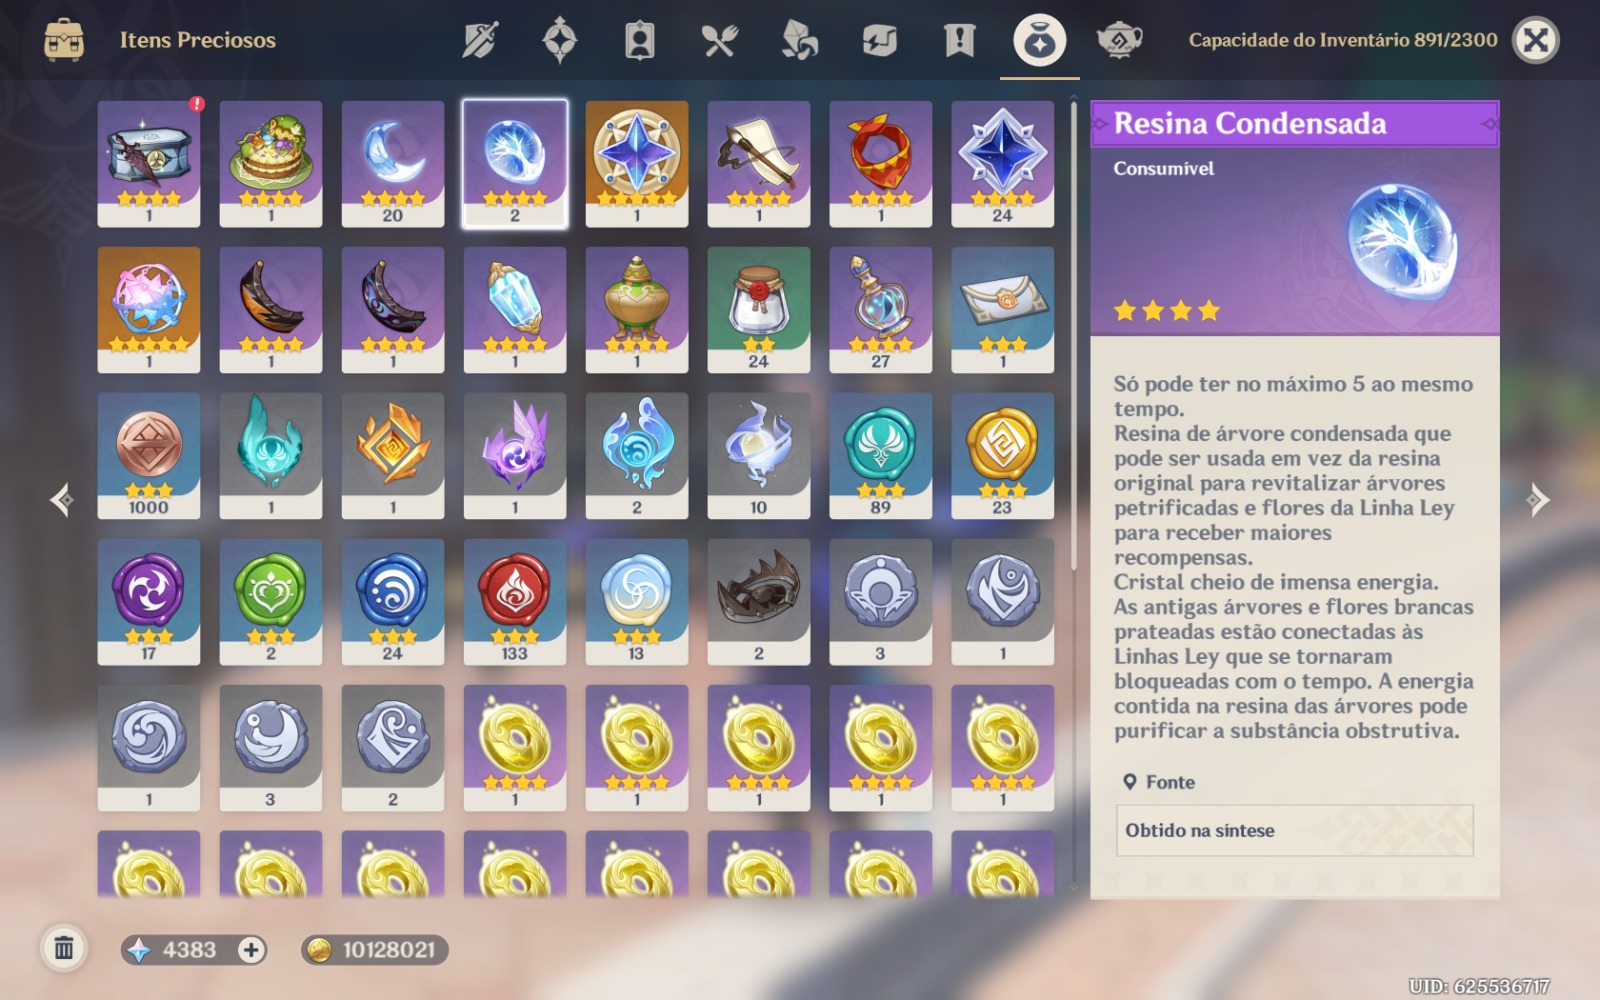 Itens Preciosos
Capacidade do Inventário 891/2300
1
1
20
2
1
1
1
24
1
1
1
1
1
24
27
1
1000
1
1
1
2
10
89
23
17
2
24
133
13
2
3
1
1
3
2
1
1
1
1
1
Resina Condensada
Consumível
Só pode ter no máximo 5 ao mesmo
tempo.
Resina de árvore condensada que
pode ser usada em vez da resina
original para revitalizar árvores
petrificadas e flores da Linha Ley
para receber maiores
recompensas.
Cristal cheio de imensa energia.
As antigas árvores e flores brancas
prateadas estão conectadas às
Linhas Ley que se tornaram
bloqueadas com o tempo. A energia
contida na resina das árvores pode
purificar a substância obstrutiva.
Fonte
Obtido na síntese
4383
10128021
UID: 625536717